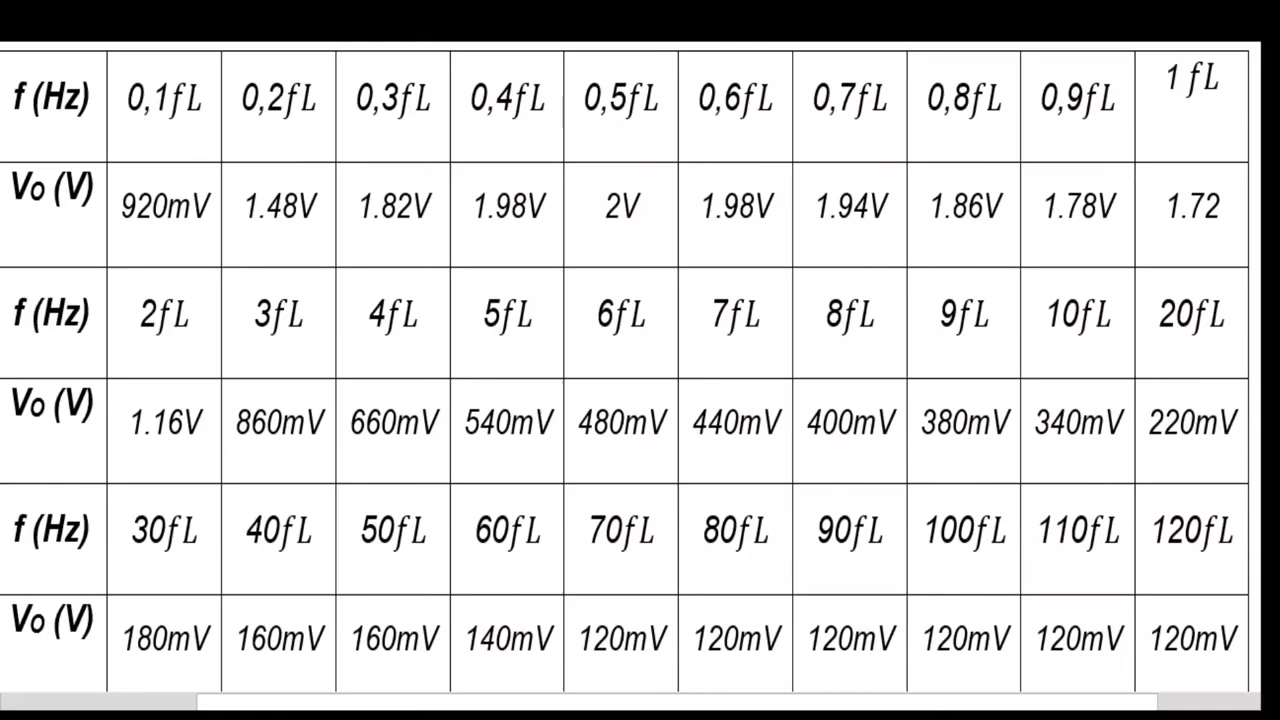 f (Hz) 0,1fL 0,2fL 0,3fL 0,4fL 0,5fL 0,6fL 0,7fL 0,8fL 0,9fL 1 fL
Vo (V) 920mV 1.48V 1.82V 1.98V 2V 1.98V 1.94V 1.86V 1.78V 1.72
f (Hz) 2fL 3fL 4fL 5fL 6fL 7fL 8fL 9fL 10fL 20fL
Vo (V) 1.16V 860mV 660mV 540mV 480mV 440mV 400mV 380mV 340mV 220mV
f (Hz) 30fL 40fL 50fL 60fL 70fL 80fL 90fL 100fL 110fL 120fL
Vo (V) 180mV 160mV 160mV 140mV 120mV 120mV 120mV 120mV 120mV 120mV